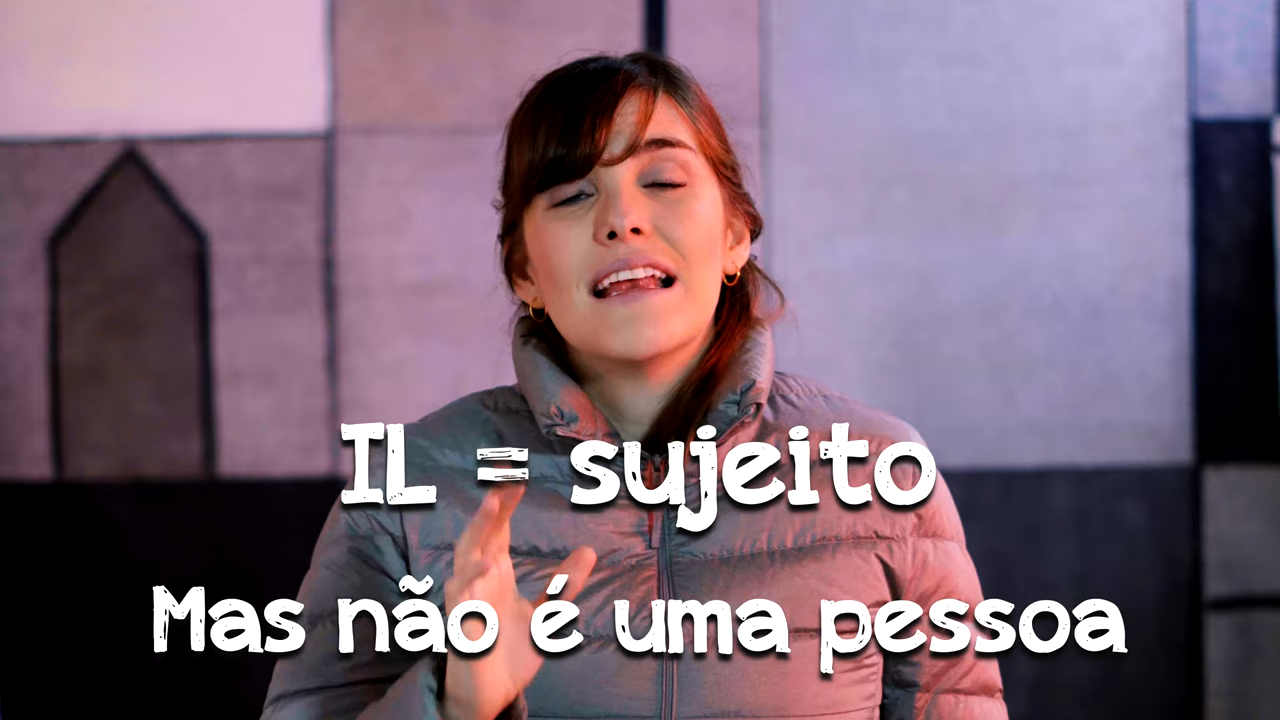 IL = sujeito
Mas não é uma pessoa